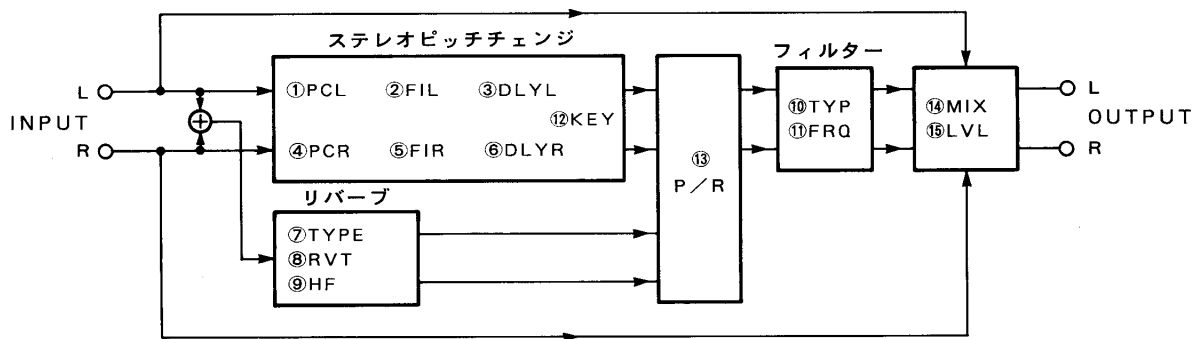 ステレオピッチチェンジ
フィルター
L
INPUT
R
①PCL ②FIL ③DLYL
⑫KEY
④PCR ⑤FIR ⑥DLYR
リバーブ
⑦TYPE
⑧RVT
⑨HF
⑬
P/R
⑩TYP
⑪FRQ
⑭MIX
⑮LVL
L
OUTPUT
R